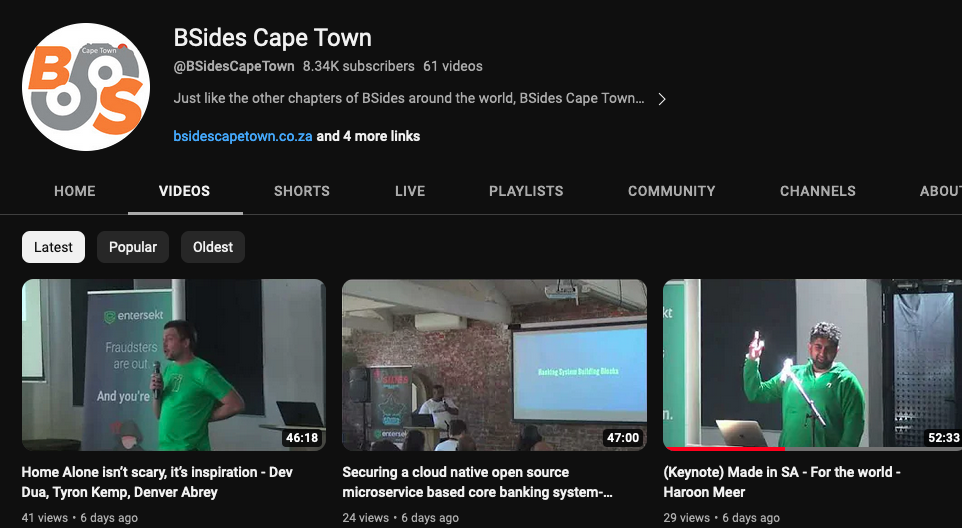 Cape Town
B
S
BSides Cape Town
@BSidesCapeTown 8.34K subscribers 61 videos
Just like the other chapters of BSides around the world, BSides Cape Town...
bsidescapetown.co.za and 4 more links
HOME VIDEOS SHORTS LIVE PLAYLISTS COMMUNITY CHANNELS ABOU
Latest Popular Oldest
entersekt
Fraudsters
are out.
And you're
46:18
Banking System Building Blocks
SIDES
entersekt
47:00
kt
n.
52:33
Home Alone isn't scary, it's inspiration - Dev
Dua, Tyron Kemp, Denver Abrey
41 views • 6 days ago
Securing a cloud native open source
microservice based core banking system-...
24 views • 6 days ago
(Keynote) Made in SA - For the world -
Haroon Meer
29 views • 6 days ago